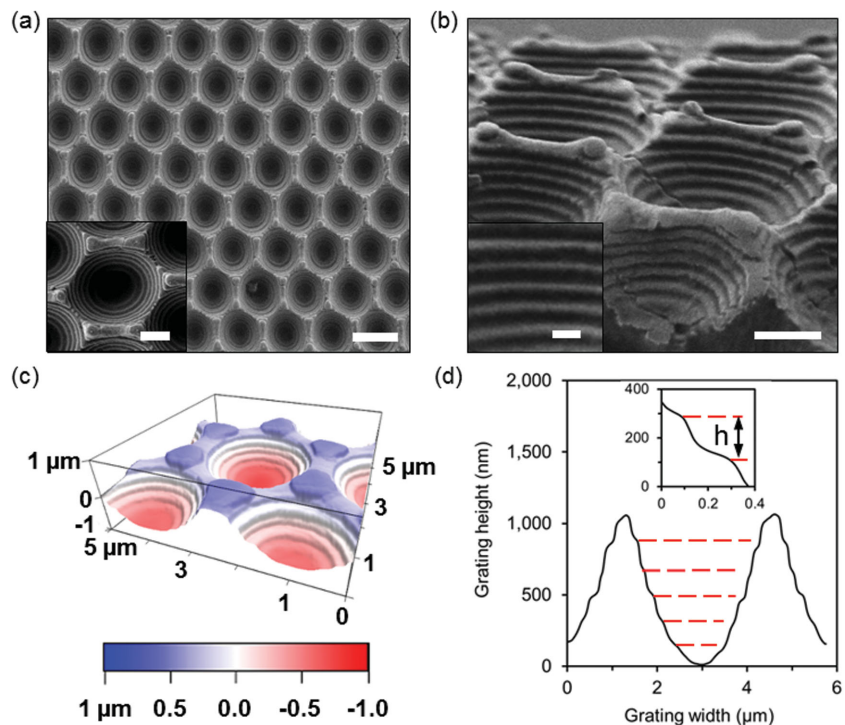 (a)
(b)
(c)
1 µm
0
-1
5 µm
3
1
0
1
3
5 µm
1 µm 0.5 0.0 -0.5 -1.0
(d)
2,000
1,500
1,000
500
0
0 2 4 6
Grating height (nm)
Grating width (µm)
400
300
200
100
0
0 0.2 0.4
h